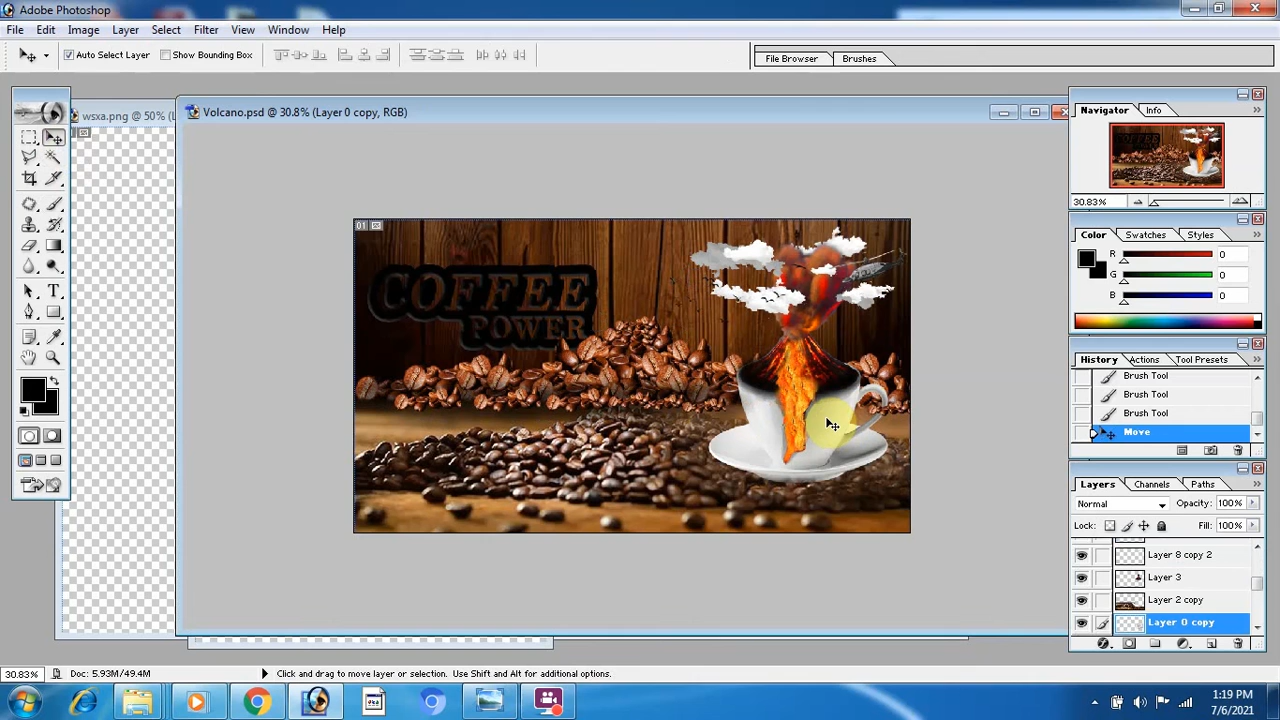 Adobe Photoshop
File Edit Image Layer Select Filter View Window Help
Auto Select Layer Show Bounding Box File Browser Brushes
wsxa.png @ 50% (L
Volcano.psd @ 30.8% (Layer 0 copy, RGB)
Navigator Info
30.83%
Color Swatches Styles
R 0
G 0
B 0
01
COFFEE
POWER
History Actions Tool Presets
Brush Tool
Brush Tool
Brush Tool
Move
Layers Channels Paths
Normal Opacity: 100%
Lock: Fill: 100%
Layer 8 copy 2
Layer 3
Layer 2 copy
Layer 0 copy
30.83% Doc: 5.93M/49.4M Click and drag to move layer or selection. Use Shift and Alt for additional options.
1:19 PM
7/6/2021